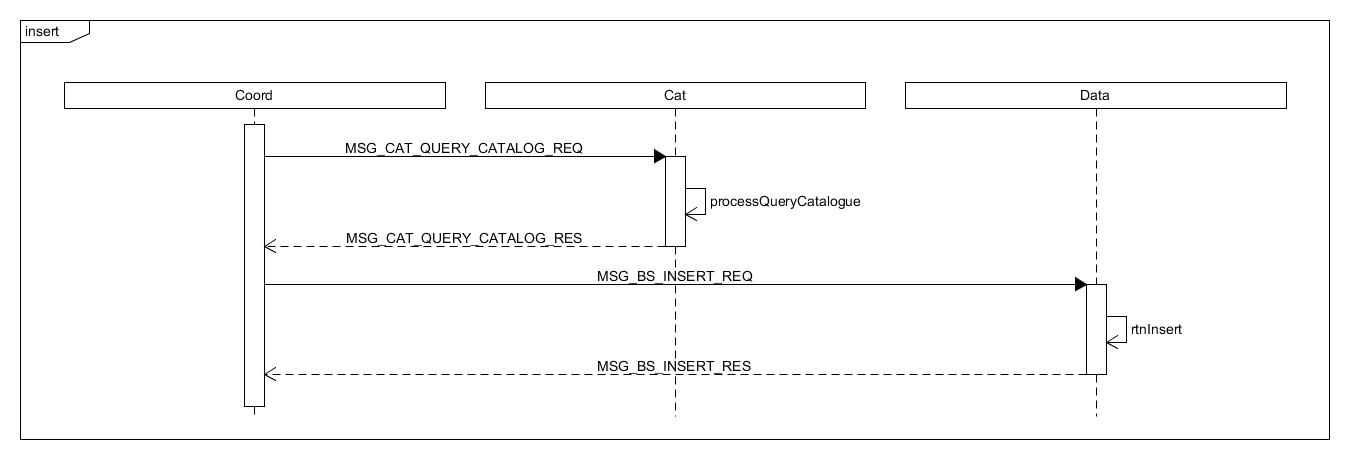 insert
Coord
Cat
Data
MSG_CAT_QUERY_CATALOG_REQ
processQueryCatalogue
MSG_CAT_QUERY_CATALOG_RES
MSG_BS_INSERT_REQ
rtnInsert
MSG_BS_INSERT_RES